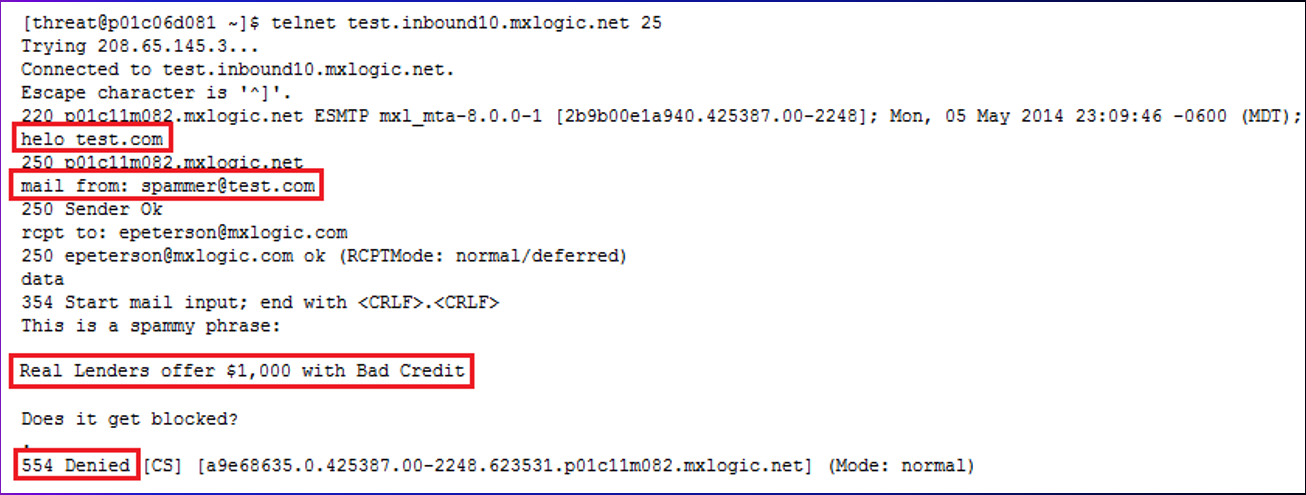 [threat@p01c06d081 ~]$ telnet test.inbound10.mxlogic.net 25
Trying 208.65.145.3...
Connected to test.inbound10.mxlogic.net.
Escape character is '^]'.
220 p01c11m082.mxlogic.net ESMTP mxl_mta-8.0.0-1 [2b9b00e1a940.425387.00-2248]; Mon, 05 May 2014 23:09:46 -0600 (MDT);
helo test.com
250 p01c11m082.mxlogic.net
mail from: spammer@test.com
250 Sender Ok
rcpt to: epeterson@mxlogic.com
250 epeterson@mxlogic.com ok (RCPTMode: normal/deferred)
data
354 Start mail input; end with <CRLF>.<CRLF>
This is a spammy phrase:
Real Lenders offer $1,000 with Bad Credit
Does it get blocked?
.
554 Denied [CS] [a9e68635.0.425387.00-2248.623531.p01c11m082.mxlogic.net] (Mode: normal)